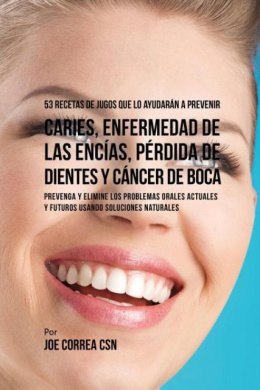 53 RECETAS DE JUGOS QUE LO AYUDARÁN A PREVENIR
CARIES, ENFERMEDAD DE
LAS ENCÍAS, PÉRDIDA DE
DIENTES Y CÁNCER DE BOCA
PREVENGA Y ELIMINE LOS PROBLEMAS ORALES ACTUALES
Y FUTUROS USANDO SOLUCIONES NATURALES
Por
JOE CORREA CSN